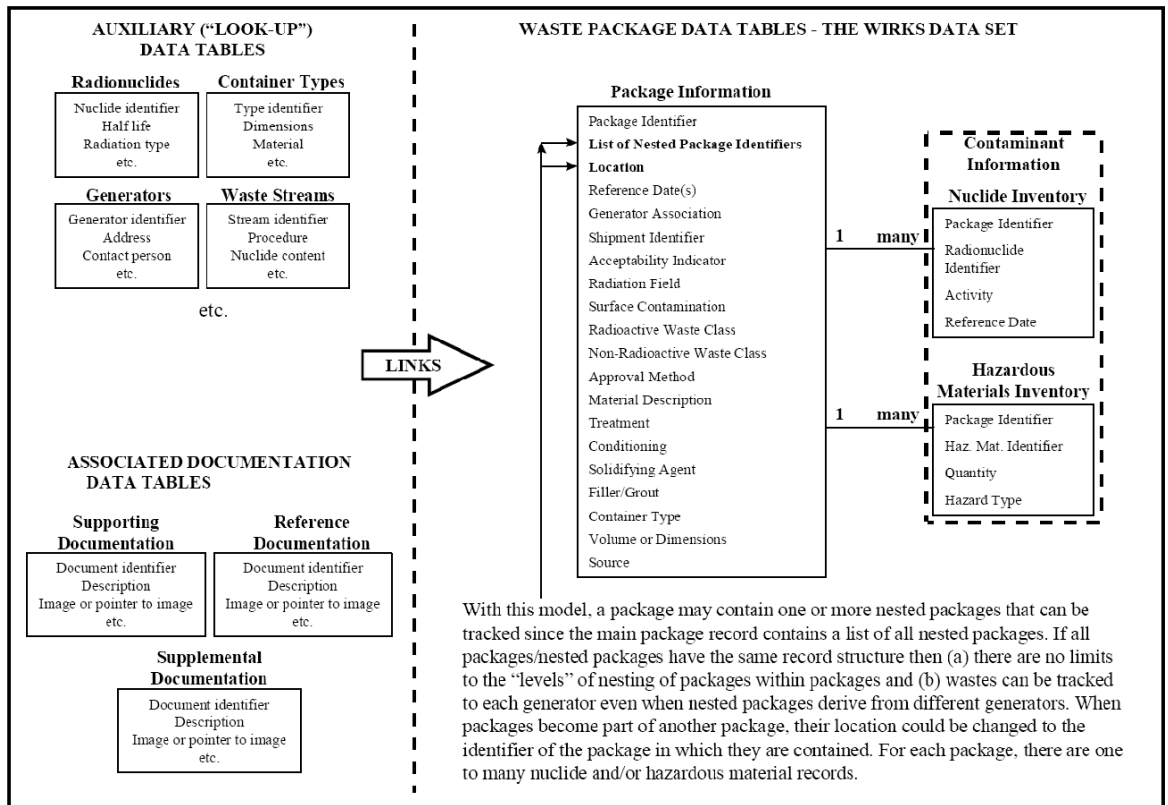 AUXILIARY (“LOOK-UP”)
DATA TABLES
Radionuclides
Nuclide identifier
Half life
Radiation type
etc.
Container Types
Type identifier
Dimensions
Material
etc.
Generators
Generator identifier
Address
Contact person
etc.
Waste Streams
Stream identifier
Procedure
Nuclide content
etc.
etc.
ASSOCIATED DOCUMENTATION
DATA TABLES
Supporting
Documentation
Document identifier
Description
Image or pointer to image
etc.
Reference
Documentation
Document identifier
Description
Image or pointer to image
etc.
Supplemental
Documentation
Document identifier
Description
Image or pointer to image
etc.
LINKS
WASTE PACKAGE DATA TABLES - THE WIRKS DATA SET
Package Information
Package Identifier
List of Nested Package Identifiers
Location
Reference Date(s)
Generator Association
Shipment Identifier
Acceptability Indicator
Radiation Field
Surface Contamination
Radioactive Waste Class
Non-Radioactive Waste Class
Approval Method
Material Description
Treatment
Conditioning
Solidifying Agent
Filler/Grout
Container Type
Volume or Dimensions
Source
1 many
1 many
Contaminant
Information
Nuclide Inventory
Package Identifier
Radionuclide
Identifier
Activity
Reference Date
Hazardous
Materials Inventory
Package Identifier
Haz. Mat. Identifier
Quantity
Hazard Type
With this model, a package may contain one or more nested packages that can be
tracked since the main package record contains a list of all nested packages. If all
packages/nested packages have the same record structure then (a) there are no limits
to the “levels” of nesting of packages within packages and (b) wastes can be tracked
to each generator even when nested packages derive from different generators. When
packages become part of another package, their location could be changed to the
identifier of the package in which they are contained. For each package, there are one
to many nuclide and/or hazardous material records.